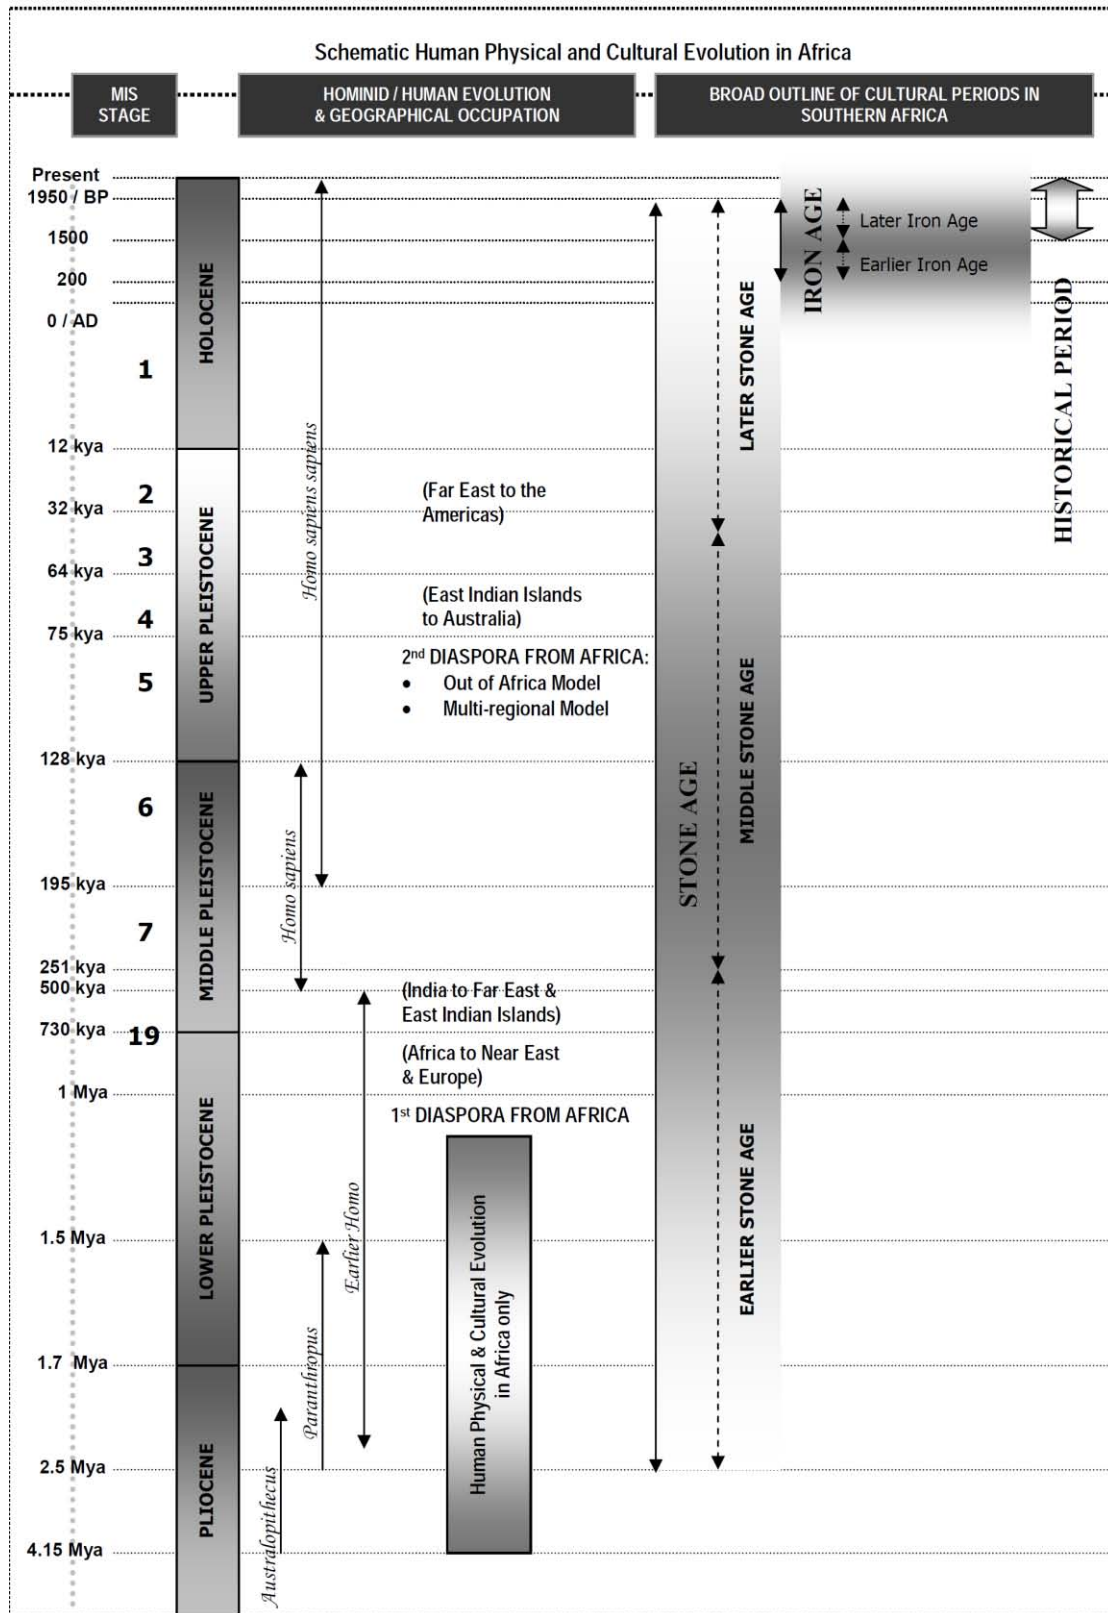 Schematic Human Physical and Cultural Evolution in Africa
MIS
STAGE
HOMINID / HUMAN EVOLUTION
& GEOGRAPHICAL OCCUPATION
BROAD OUTLINE OF CULTURAL PERIODS IN
SOUTHERN AFRICA
Present
1950 / BP
1500
200
0 / AD
12 kya
32 kya
64 kya
75 kya
128 kya
195 kya
251 kya
500 kya
730 kya
1 Mya
1.5 Mya
1.7 Mya
2.5 Mya
4.15 Mya
1
2
3
4
5
6
7
19
HOLOCENE
UPPER PLEISTOCENE
MIDDLE PLEISTOCENE
LOWER PLEISTOCENE
PLIOCENE
Homo sapiens sapiens
Homo sapiens
Earlier Homo
Paranthropus
Australopithecus
(Far East to the
Americas)
(East Indian Islands
to Australia)
2nd DIASPORA FROM AFRICA:
• Out of Africa Model
• Multi-regional Model
(India to Far East &
East Indian Islands)
(Africa to Near East
& Europe)
1st DIASPORA FROM AFRICA
Human Physical & Cultural Evolution
in Africa only
STONE AGE
LATER STONE AGE
MIDDLE STONE AGE
EARLIER STONE AGE
IRON AGE
Later Iron Age
Earlier Iron Age
HISTORICAL PERIOD